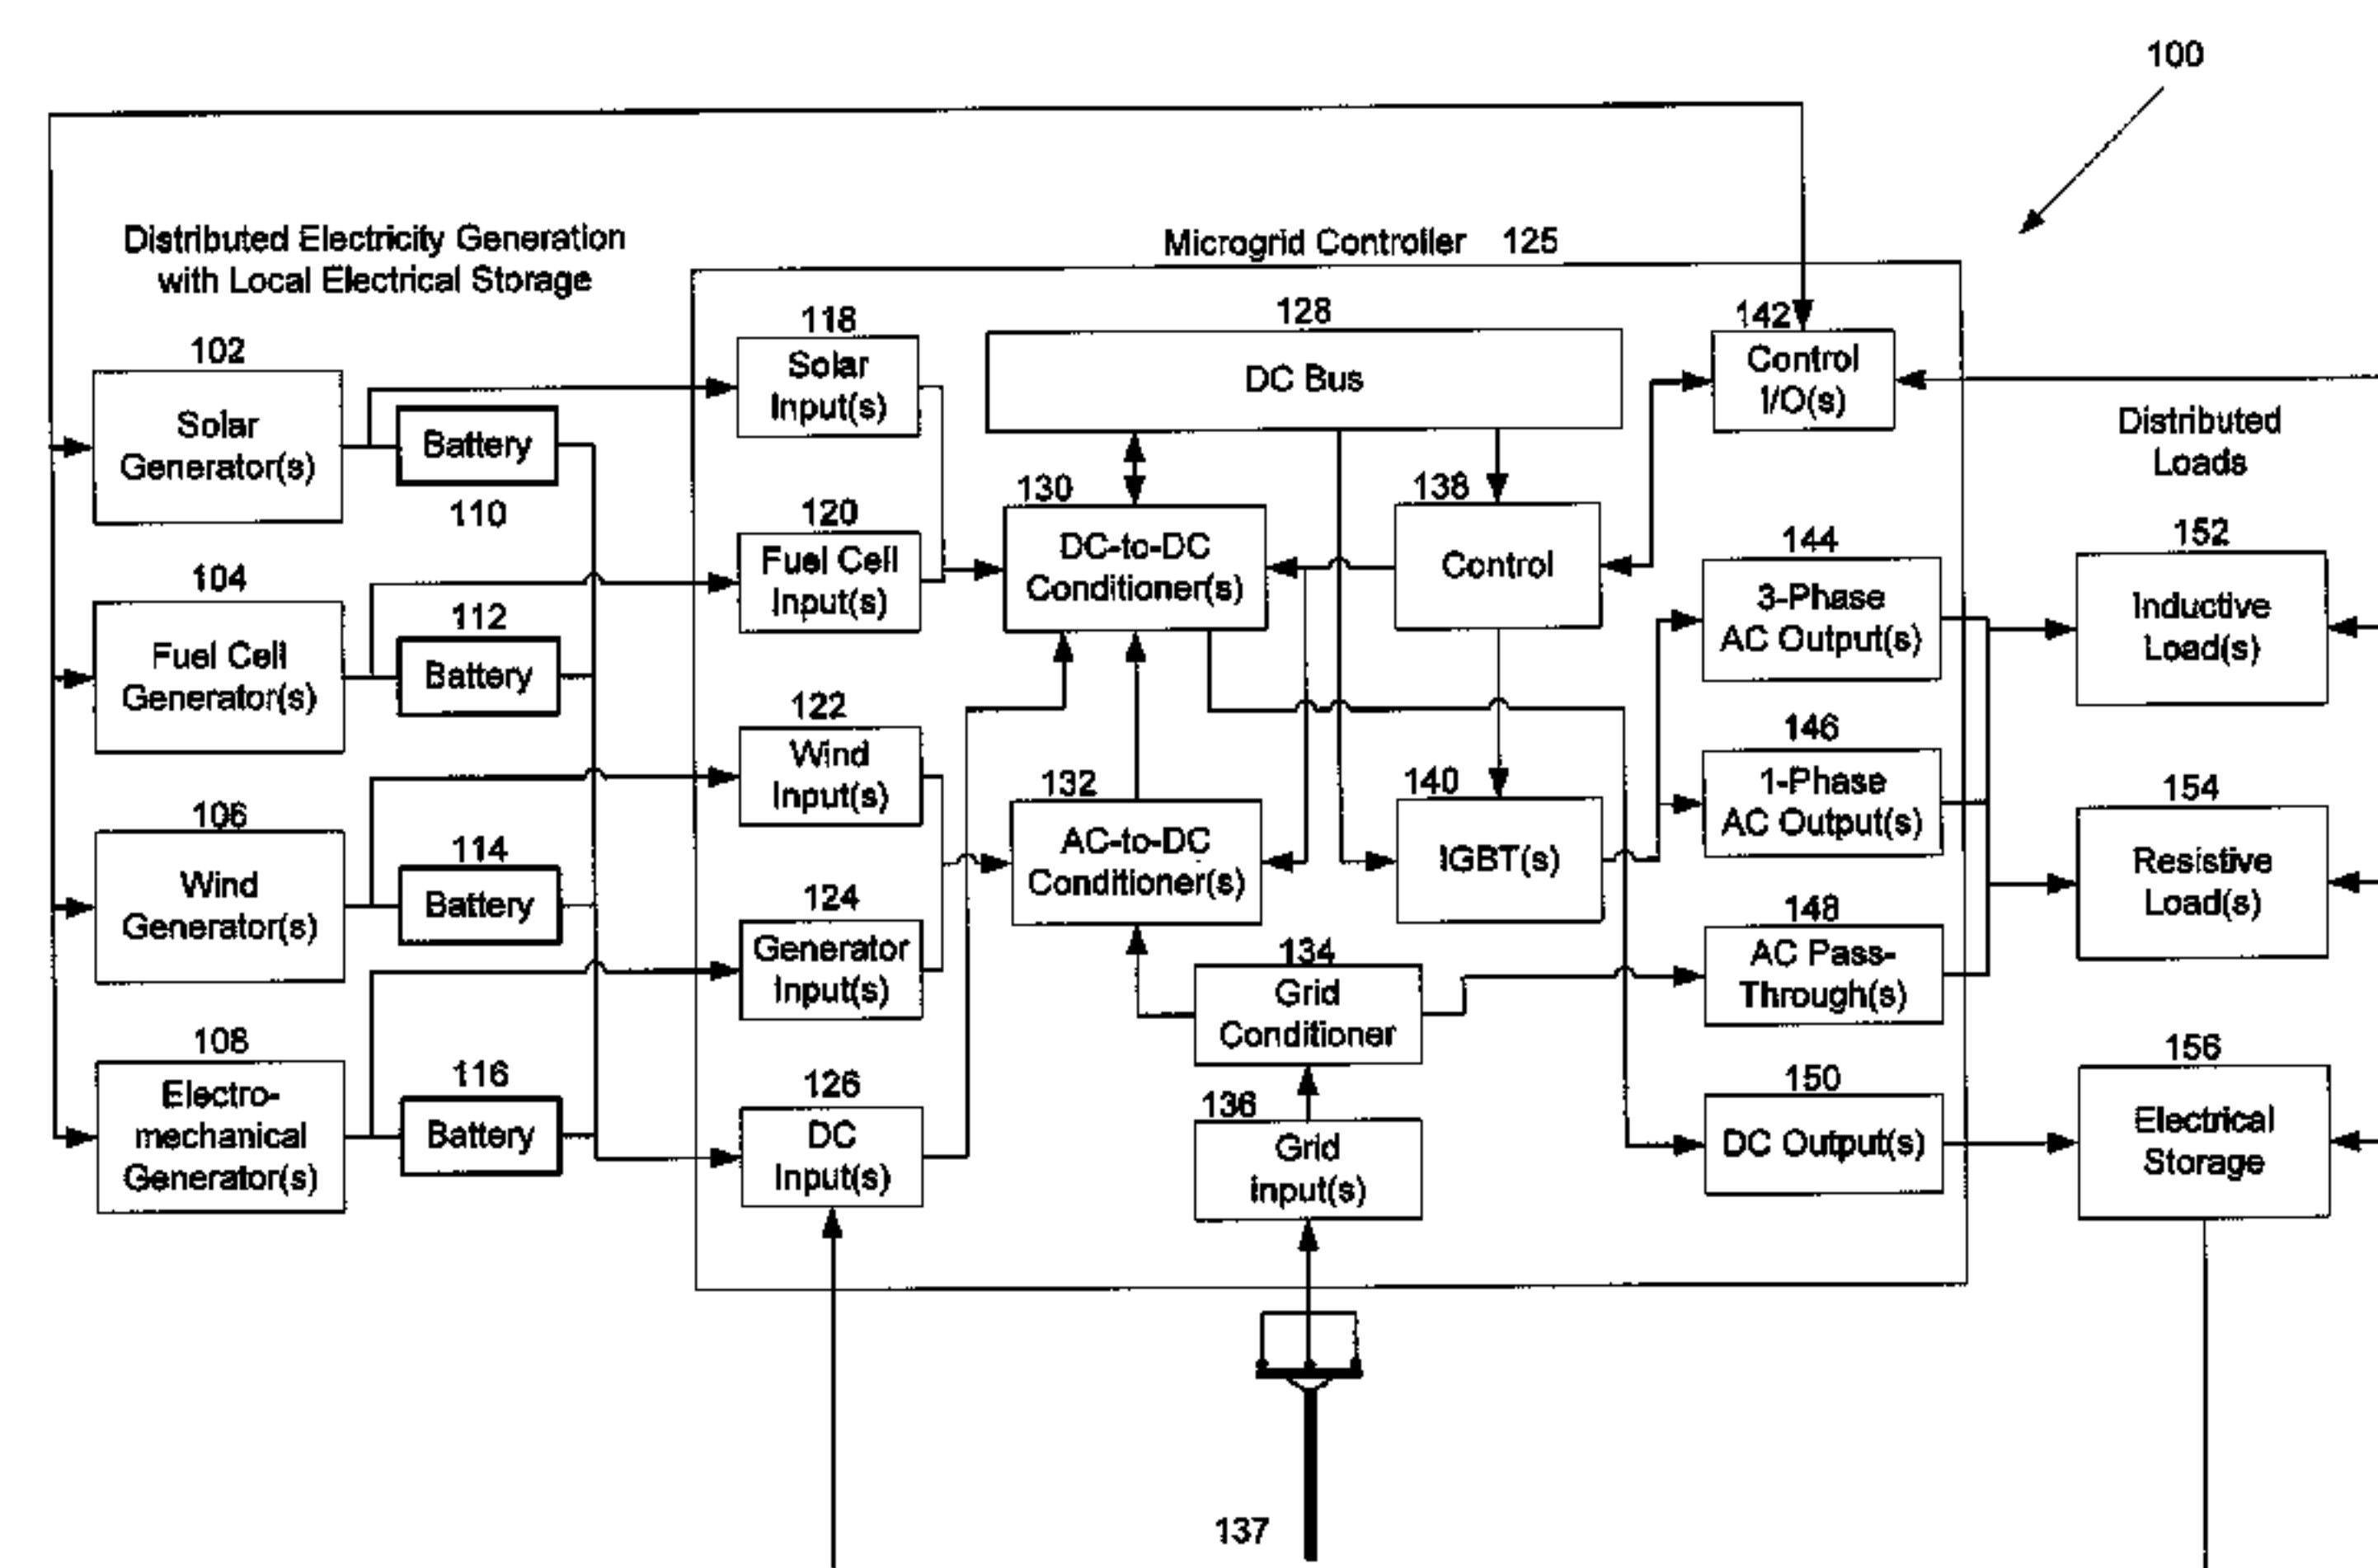 100
Distributed Electricity Generation
with Local Electrical Storage
Microgrid Controller 125
102
Solar
Generator(s)
Battery
110
104
Fuel Cell
Generator(s)
112
Battery
106
Wind
Generator(s)
114
Battery
108
Electro-
mechanical
Generator(s)
116
Battery
118
Solar
Input(s)
120
Fuel Cell
Input(s)
122
Wind
Input(s)
124
Generator
Input(s)
126
DC
Input(s)
128
DC Bus
130
DC-to-DC
Conditioner(s)
132
AC-to-DC
Conditioner(s)
134
Grid
Conditioner
136
Grid
input(s)
137
138
Control
140
IGBT(s)
142
Control
I/O(s)
144
3-Phase
AC Output(s)
146
1-Phase
AC Output(s)
148
AC Pass-
Through(s)
150
DC Output(s)
Distributed
Loads
152
Inductive
Load(s)
154
Resistive
Load(s)
156
Electrical
Storage